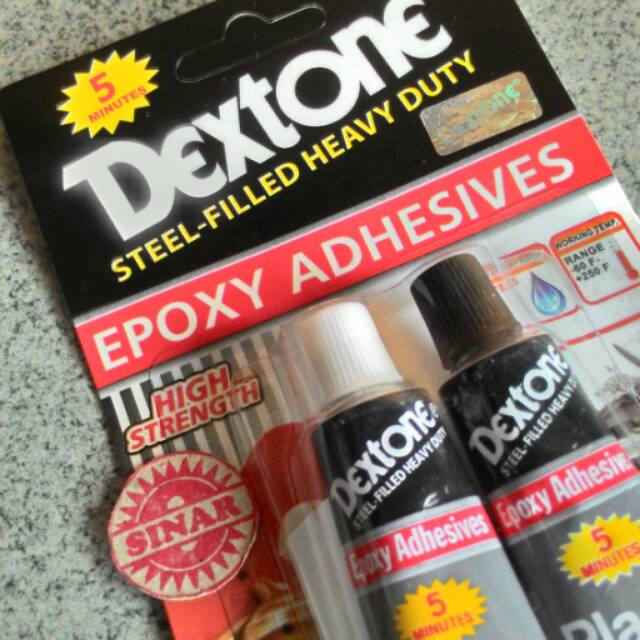 5
MINUTES
Dextone
STEEL-FILLED HEAVY DUTY
EPOXY ADHESIVES
WORKING TEMP
RANGE
-60 F -
+250 F
HIGH
STRENGTH
SINAR
Dextone
STEEL-FILLED HEAVY DUTY
Epoxy Adhesives
5
MINUTES
Dextone
STEEL-FILLED HEAVY
Epoxy Adhesives
5
MINUTES